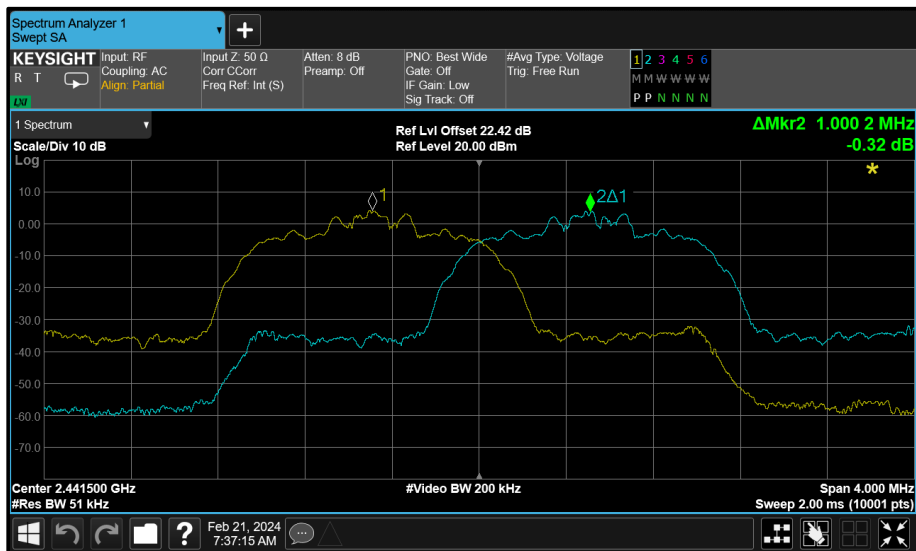 Spectrum Analyzer 1
Swept SA
+
KEYSIGHT
R T
LXI
Input: RF
Coupling: AC
Align: Partial
Input Z: 50 Ω
Corr CCorr
Freq Ref: Int (S)
Atten: 8 dB
Preamp: Off
PNO: Best Wide
Gate: Off
IF Gain: Low
Sig Track: Off
#Avg Type: Voltage
Trig: Free Run
1 2 3 4 5 6
M M W W W W
P P N N N N
1 Spectrum
Scale/Div 10 dB
Ref Lvl Offset 22.42 dB
Ref Level 20.00 dBm
ΔMkr2 1.000 2 MHz
-0.32 dB
Log
*
1
2Δ1
10.0
0.00
-10.0
-20.0
-30.0
-40.0
-50.0
-60.0
-70.0
Center 2.441500 GHz
#Video BW 200 kHz
Span 4.000 MHz
#Res BW 51 kHz
Sweep 2.00 ms (10001 pts)
?
Feb 21, 2024
7:37:15 AM